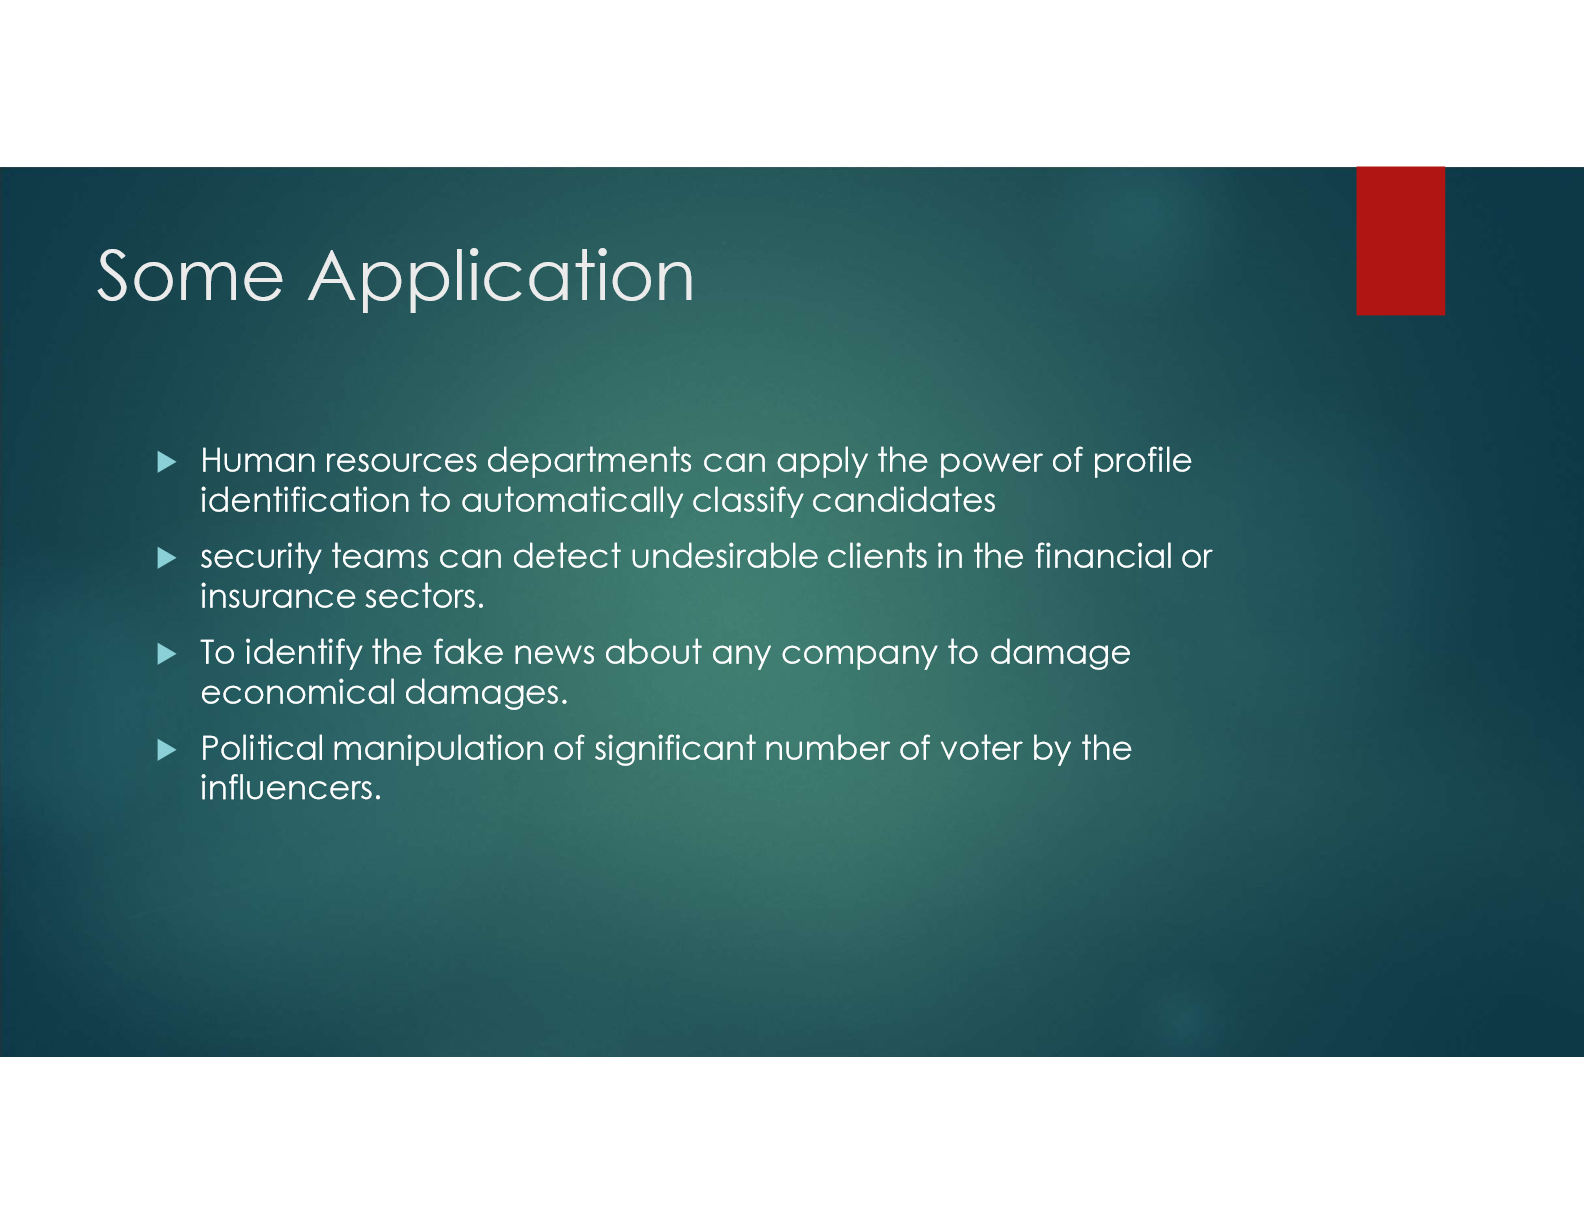 Some Application
Human resources departments can apply the power of profile
identification to automatically classify candidates
security teams can detect undesirable clients in the financial or
insurance sectors.
To identify the fake news about any company to damage
economical damages.
Political manipulation of significant number of voter by the
influencers.